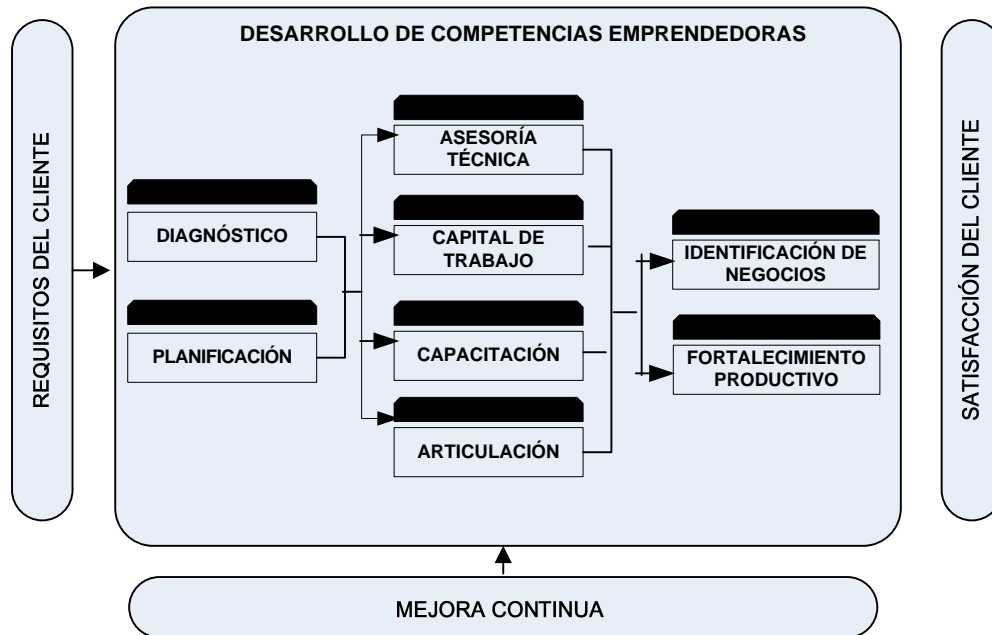 DESARROLLO DE COMPETENCIAS EMPRENDEDORAS
REQUISITOS DEL CLIENTE
DIAGNÓSTICO
PLANIFICACIÓN
ASESORÍA
TÉCNICA
CAPITAL DE
TRABAJO
CAPACITACIÓN
ARTICULACIÓN
IDENTIFICACIÓN DE
NEGOCIOS
FORTALECIMIENTO
PRODUCTIVO
SATISFACCIÓN DEL CLIENTE
MEJORA CONTINUA